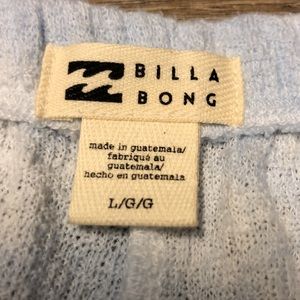 BILLA
BONG
made in guatemala/
fabriqué au
guatemala/
hecho en guatemala
L/G/G